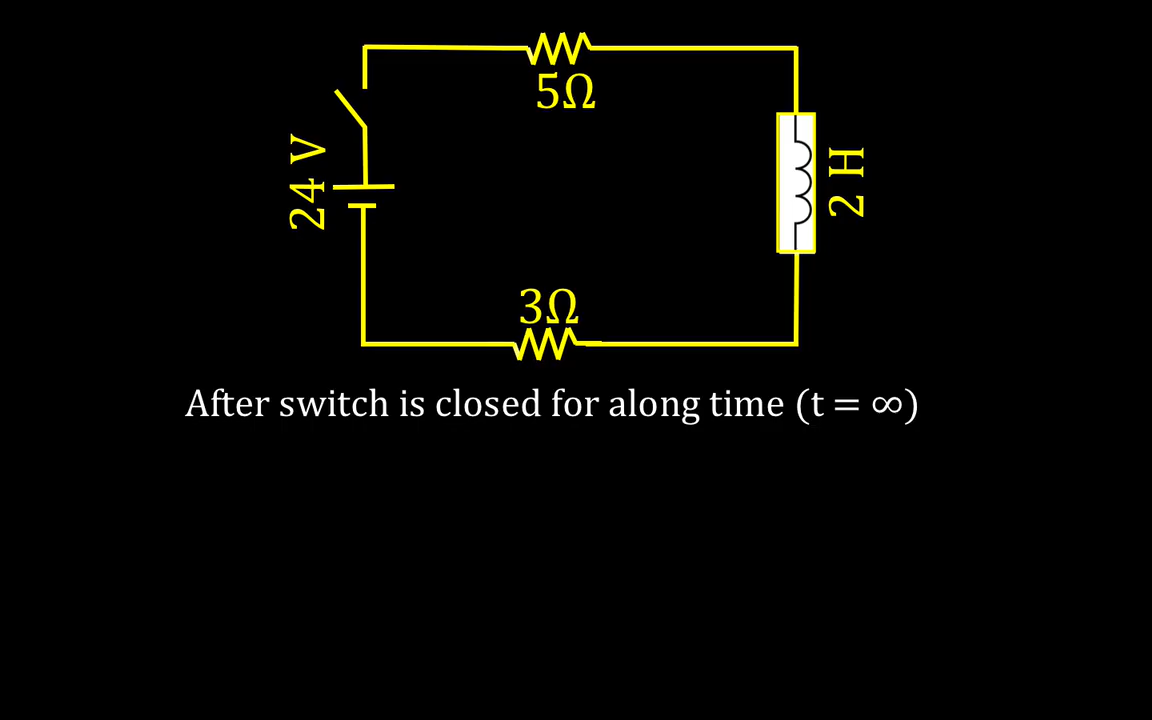 5Ω
24 V
2 H
3Ω
After switch is closed for along time (t = ∞)